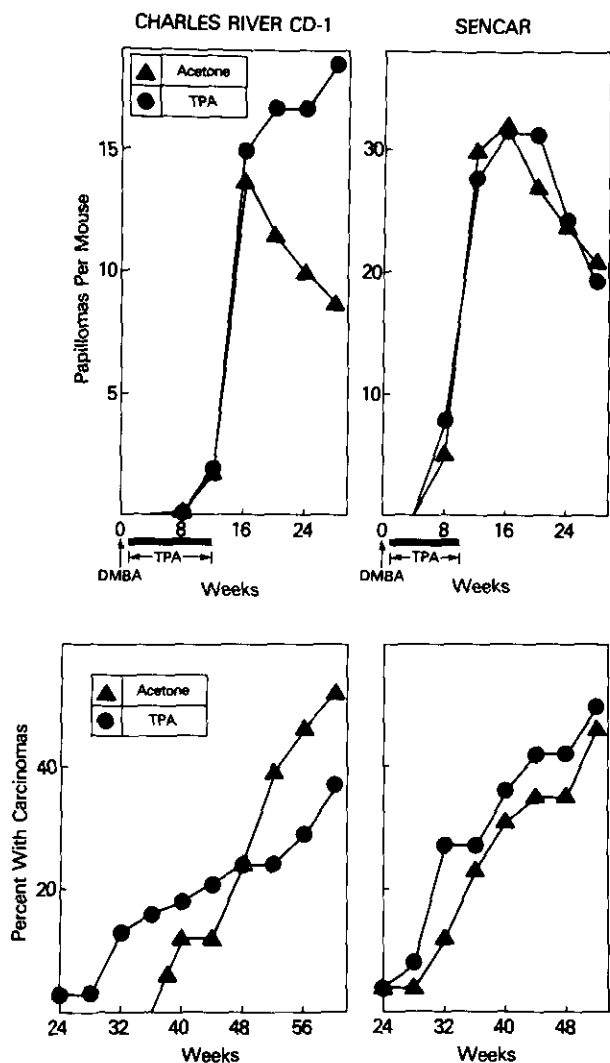 CHARLES RIVER CD-1
SENCAR
Acetone
TPA
15
10
5
Papillomas Per Mouse
30
20
10
0 8 16 24
DMBA
TPA
Weeks
0 8 16 24
DMBA
TPA
Weeks
Acetone
TPA
40
20
Percent With Carcinomas
24 32 40 48 56
Weeks
24 32 40 48
Weeks